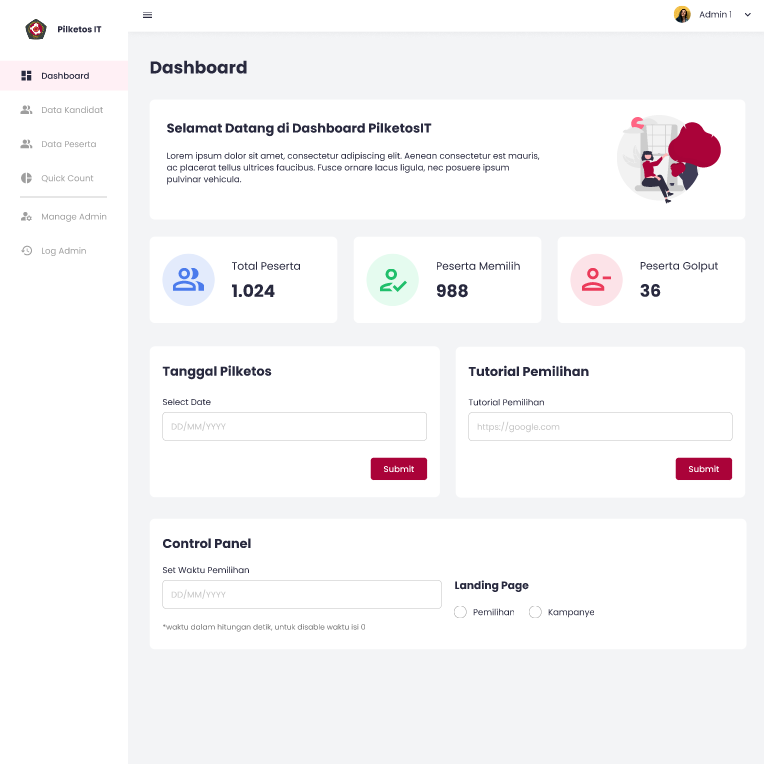 Pilketos IT
Admin 1
Dashboard
Data Kandidat
Data Peserta
Quick Count
Manage Admin
Log Admin
Dashboard
Selamat Datang di Dashboard PilketosIT
Lorem ipsum dolor sit amet, consectetur adipiscing elit. Aenean consectetur est mauris,
ac placerat tellus ultrices faucibus. Fusce ornare lacus ligula, nec posuere ipsum
pulvinar vehicula.
Total Peserta
1.024
Peserta Memilih
988
Peserta Golput
36
Tanggal Pilketos
Select Date
DD/MM/YYYY
Submit
Tutorial Pemilihan
Tutorial Pemilihan
https://google.com
Submit
Control Panel
Set Waktu Pemilihan
DD/MM/YYYY
*waktu dalam hitungan detik, untuk disable waktu isi 0
Landing Page
Pemilihan
Kampanye